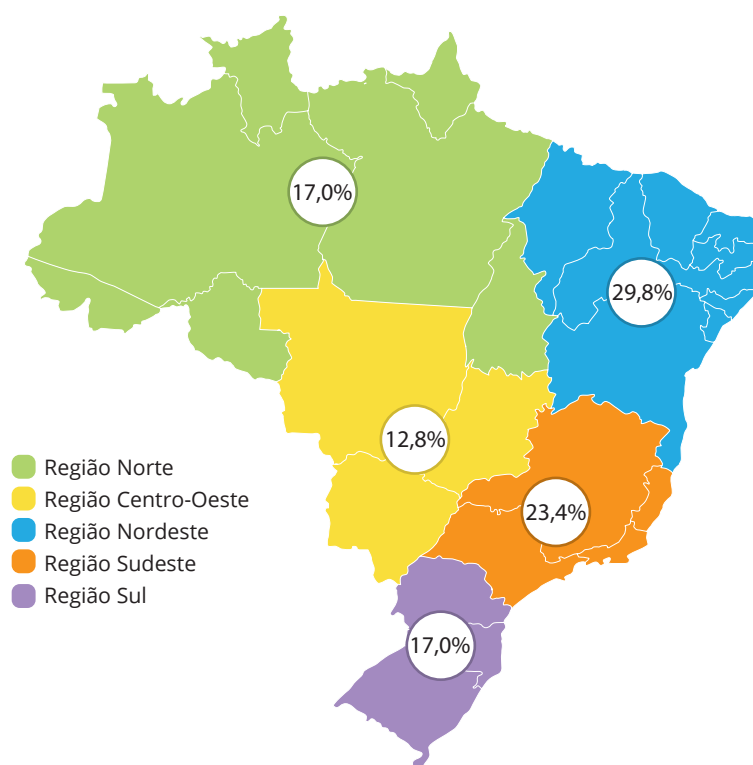 17,0%
29,8%
12,8%
23,4%
17,0%
Região Norte
Região Centro-Oeste
Região Nordeste
Região Sudeste
Região Sul